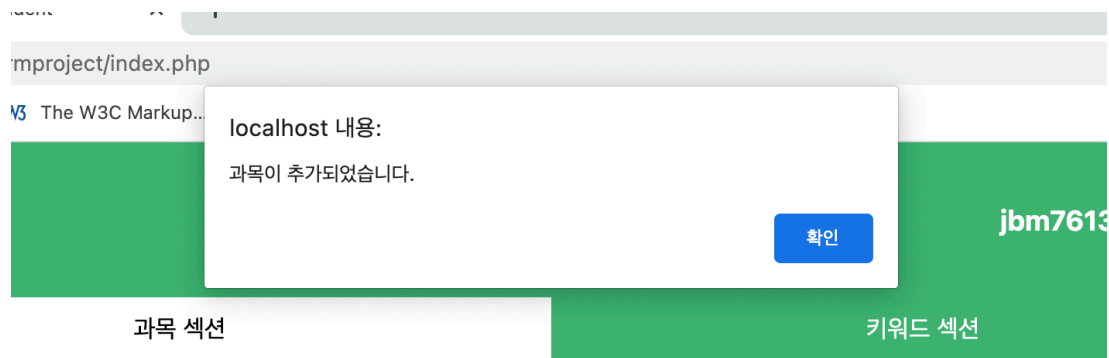 rmproject/index.php
The W3C Markup...
localhost 내용:
과목이 추가되었습니다.
확인
jbm7613
과목 섹션
키워드 섹션